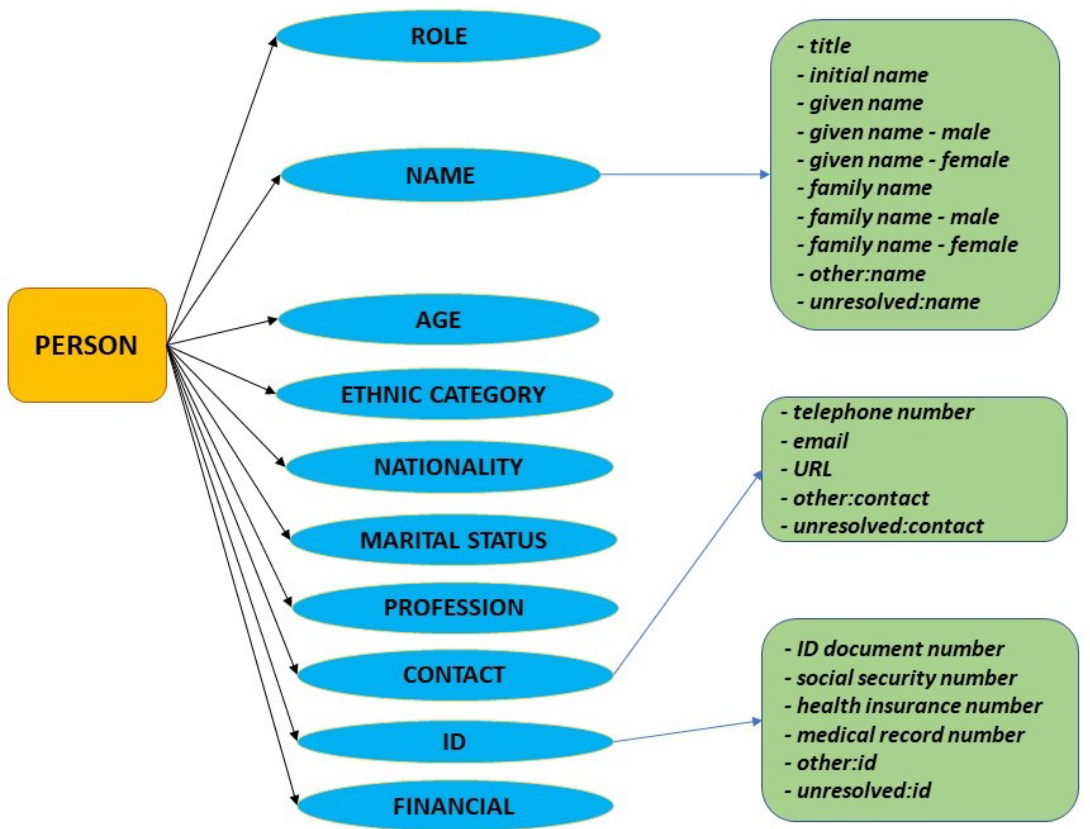 PERSON
ROLE
NAME
AGE
ETHNIC CATEGORY
NATIONALITY
MARITAL STATUS
PROFESSION
CONTACT
ID
FINANCIAL
- title
- initial name
- given name
- given name - male
- given name - female
- family name
- family name - male
- family name - female
- other:name
- unresolved:name
- telephone number
- email
- URL
- other:contact
- unresolved:contact
- ID document number
- social security number
- health insurance number
- medical record number
- other:id
- unresolved:id